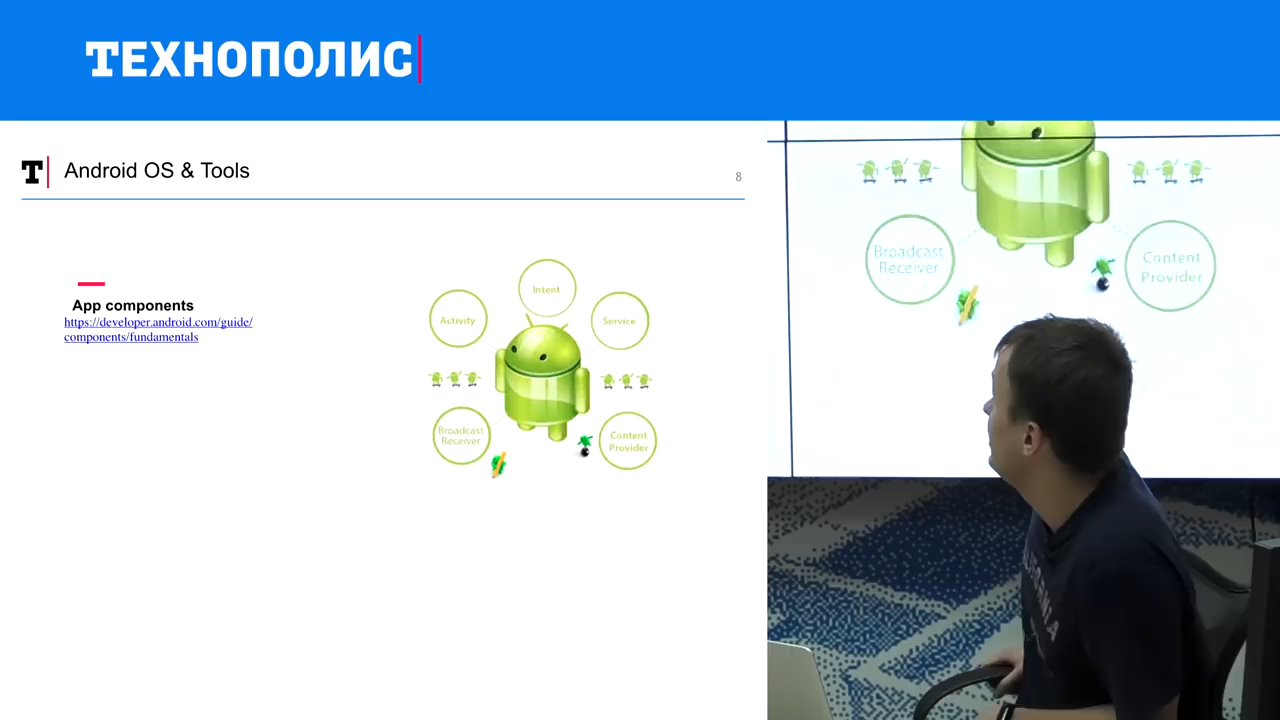 ТЕХНОПОЛИС
T
Android OS & Tools
8
App components
https://developer.android.com/guide/
components/fundamentals
Intent
Activity
Service
Broadcast
Receiver
Content
Provider
Broadcast
Receiver
Content
Provider